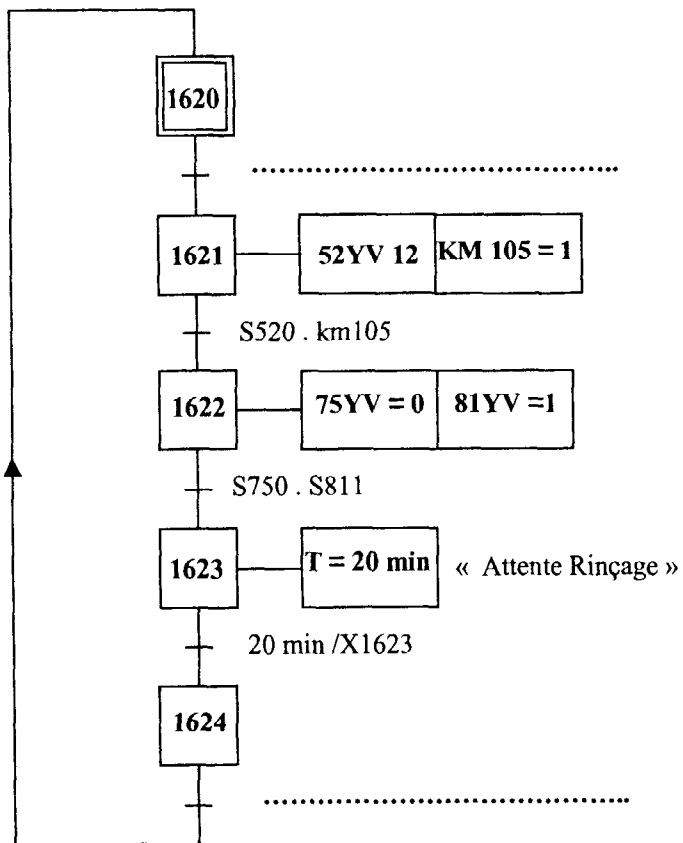 1620
........................................
1621 52YV 12 KM 105 = 1
S520 . km105
1622 75YV = 0 81YV =1
S750 . S811
1623 T = 20 min « Attente Rinçage »
20 min /X1623
1624
........................................